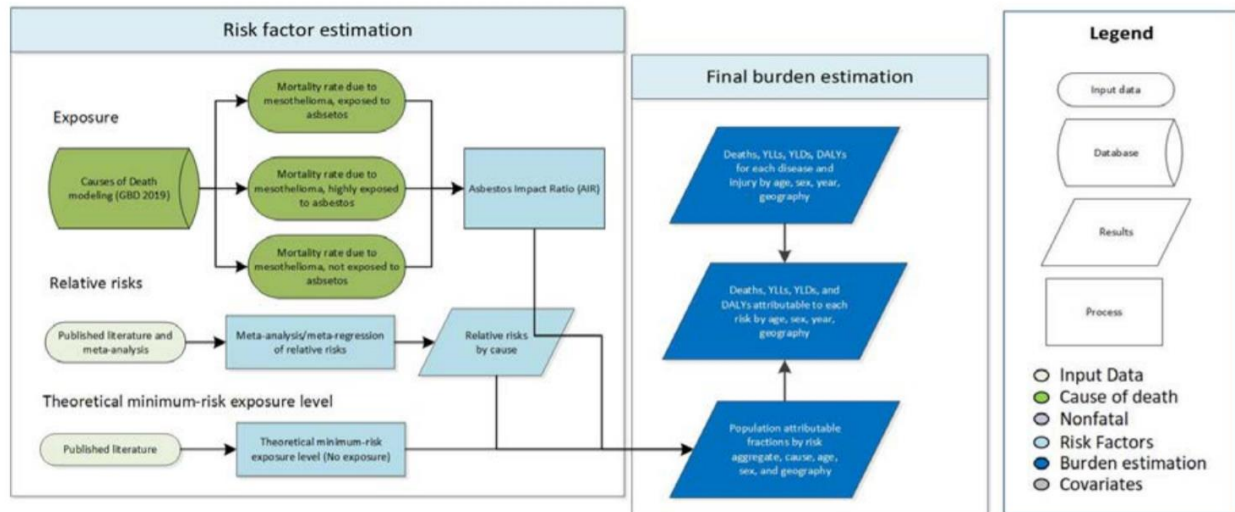 Risk factor estimation
Exposure
Causes of Death
modeling (GBD 2019)
Mortality rate due to
mesothelioma, exposed to
asbsetos
Mortality rate due to
mesothelioma, highly exposed
to asbestos
Mortality rate due to
mesothelioma, not exposed to
asbsetos
Asbestos Impact Ratio (AIR)
Relative risks
Published literature and
meta-analysis
Meta-analysis/meta-regression
of relative risks
Relative risks
by cause
Theoretical minimum-risk exposure level
Published literature
Theoretical minimum-risk
exposure level (No exposure)
Final burden estimation
Deaths, YLLs, YLDs, DALYs
for each disease and
injury by age, sex, year,
geography
Deaths, YLLs, YLDs, and
DALYs attributable to each
risk by age, sex, year,
geography
Population attributable
fractions by risk
aggregate, cause, age,
sex, and geography
Legend
Input data
Database
Results
Process
Input Data
Cause of death
Nonfatal
Risk Factors
Burden estimation
Covariates